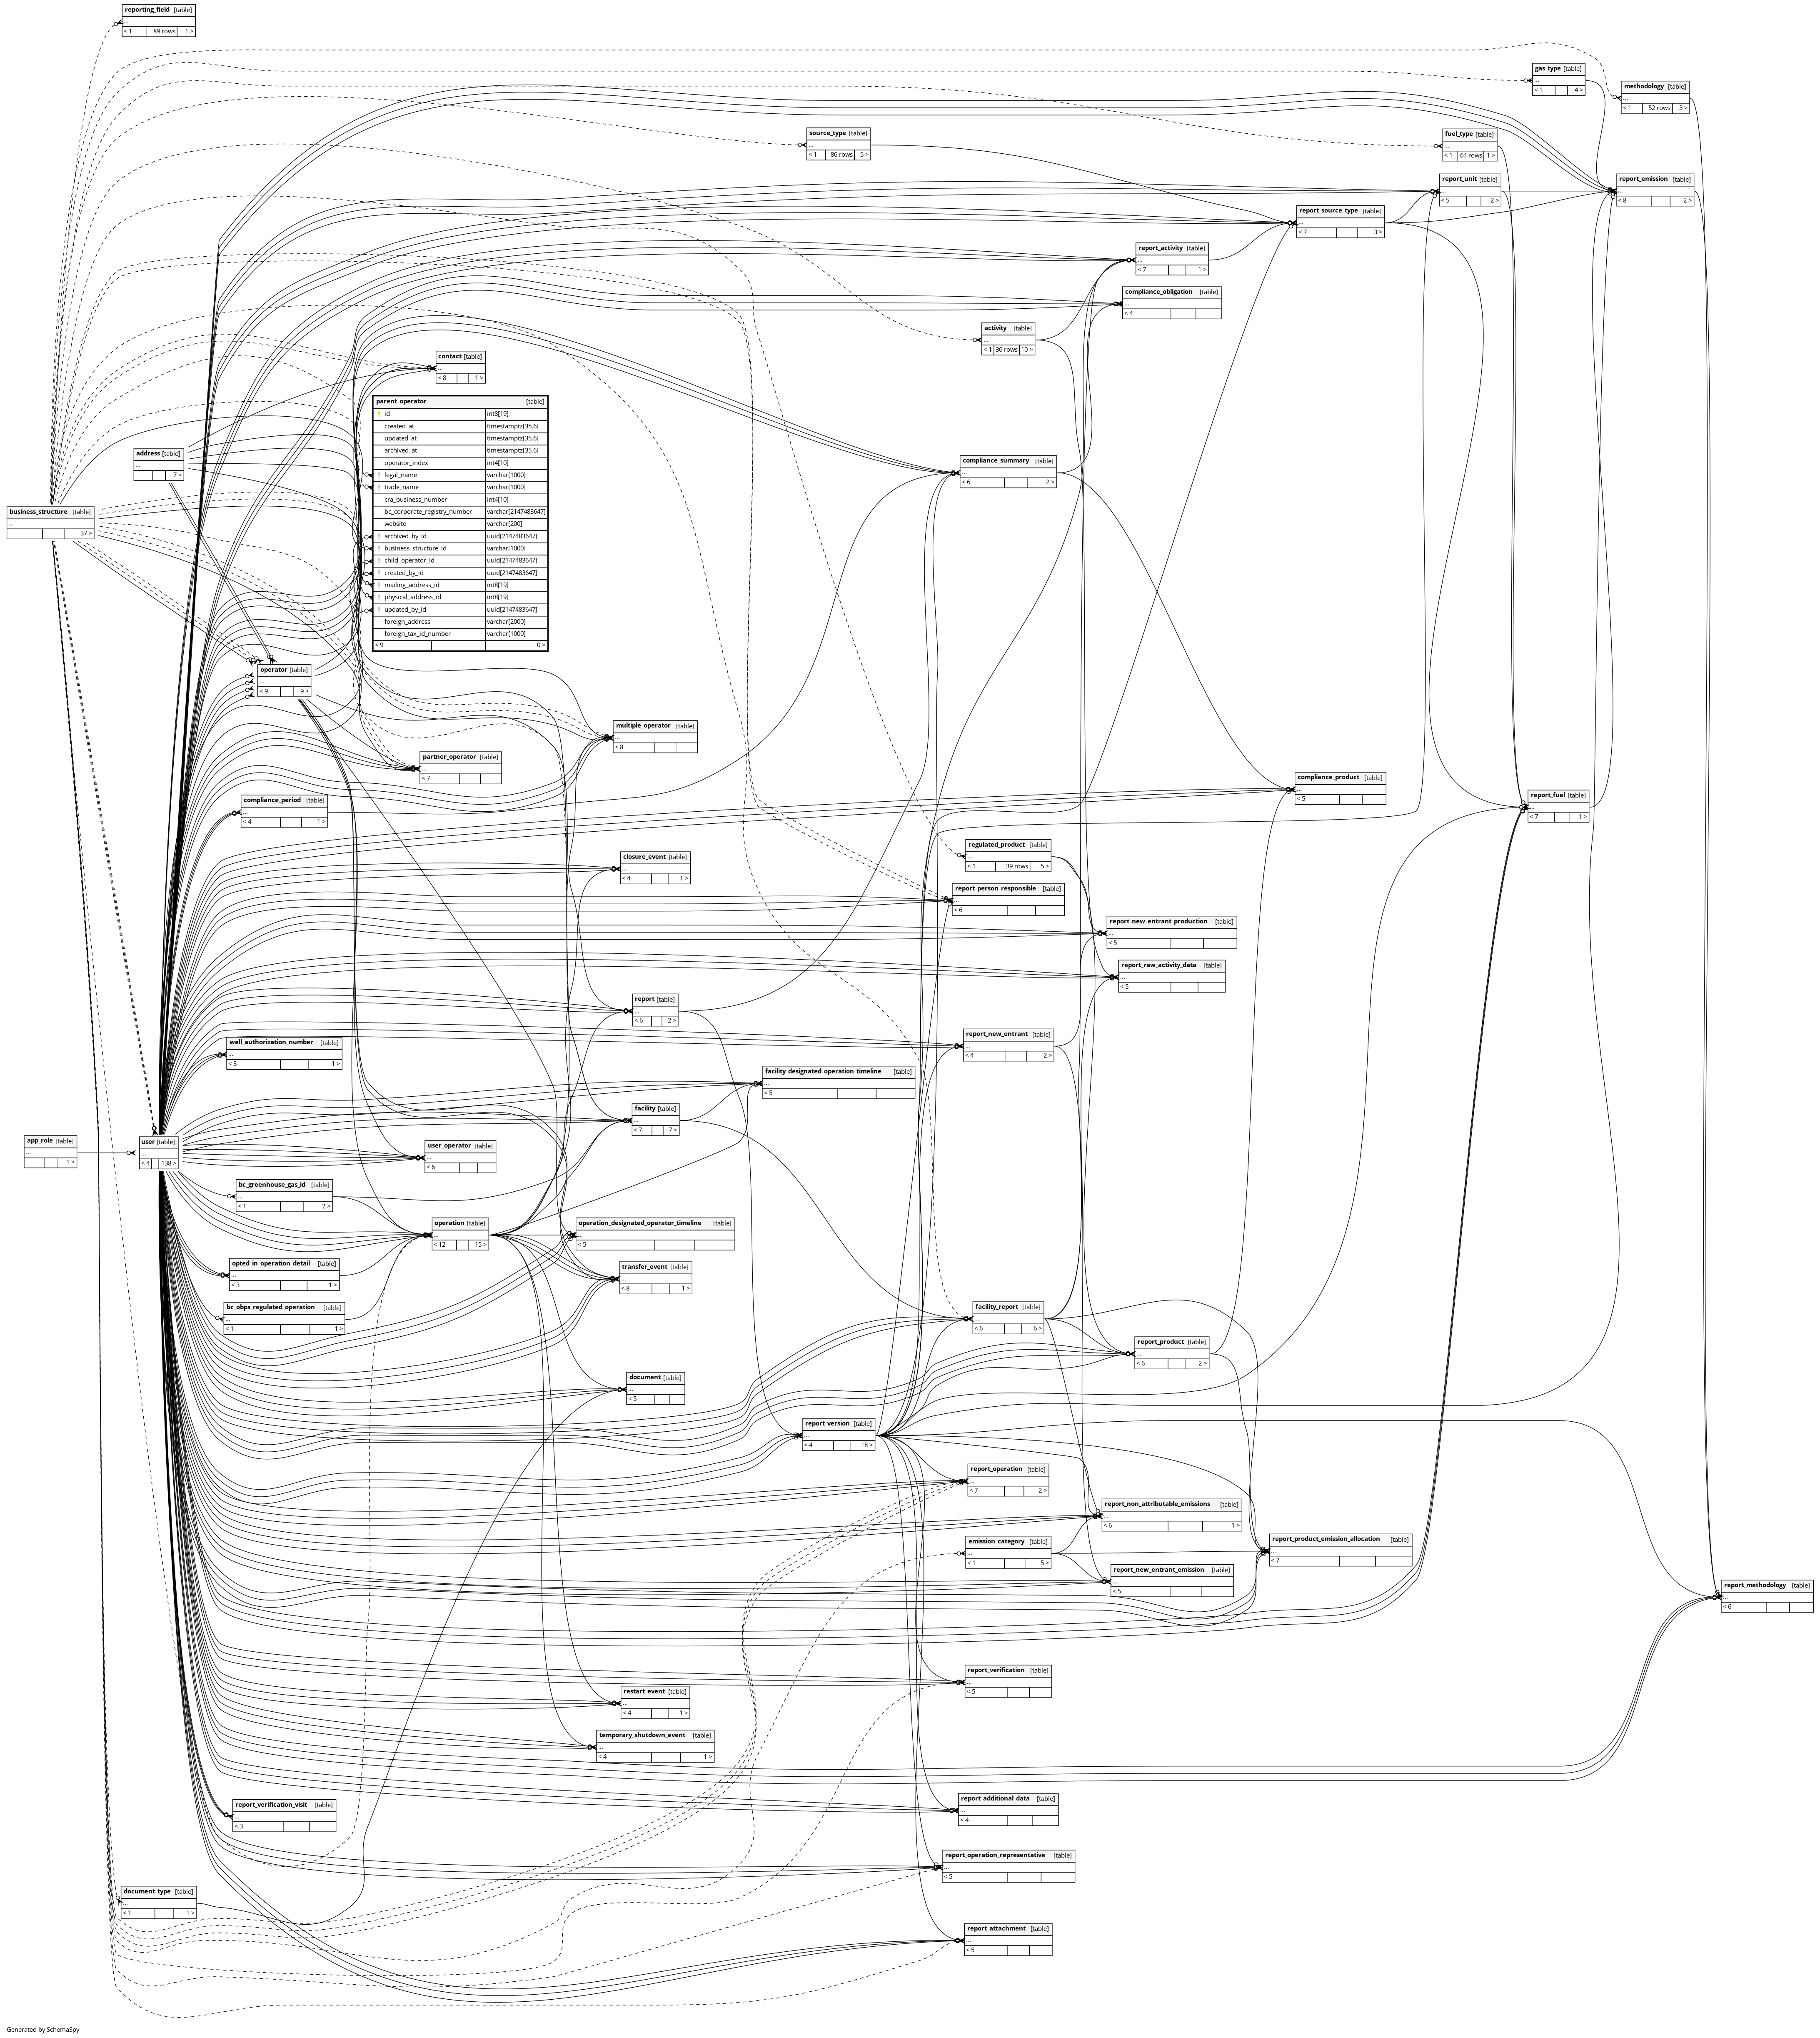 reporting_field [table]
...
< 1 89 rows 1 >
gas_type [table]
...
< 1 4 >
methodology [table]
...
< 1 52 rows 3 >
source_type [table]
...
< 1 86 rows 5 >
fuel_type [table]
...
< 1 64 rows 1 >
report_unit [table]
...
< 5 2 >
report_emission [table]
...
< 8 2 >
report_source_type [table]
...
< 7 3 >
report_activity [table]
...
< 7 1 >
compliance_obligation [table]
...
< 4
activity [table]
...
< 1 36 rows 10 >
contact [table]
...
< 8 1 >
parent_operator [table]
id int8[19]
created_at timestamptz[35,6]
updated_at timestamptz[35,6]
archived_at timestamptz[35,6]
operator_index int4[10]
legal_name varchar[1000]
trade_name varchar[1000]
cra_business_number int4[10]
bc_corporate_registry_number varchar[2147483647]
website varchar[200]
archived_by_id uuid[2147483647]
business_structure_id varchar[1000]
child_operator_id uuid[2147483647]
created_by_id uuid[2147483647]
mailing_address_id int8[19]
physical_address_id int8[19]
updated_by_id uuid[2147483647]
foreign_address varchar[2000]
foreign_tax_id_number varchar[1000]
< 9 0 >
address [table]
...
7 >
compliance_summary [table]
...
< 6 2 >
business_structure [table]
...
37 >
operator [table]
...
< 9 9 >
multiple_operator [table]
...
< 8
partner_operator [table]
...
< 7
compliance_product [table]
...
< 5
report_fuel [table]
...
< 7 1 >
compliance_period [table]
...
< 4 1 >
regulated_product [table]
...
< 1 39 rows 5 >
closure_event [table]
...
< 4 1 >
report_person_responsible [table]
...
< 6
report_new_entrant_production [table]
...
< 5
report_raw_activity_data [table]
...
< 5
report [table]
...
< 6 2 >
report_new_entrant [table]
...
< 4 2 >
well_authorization_number [table]
...
< 3 1 >
facility_designated_operation_timeline [table]
...
< 5
facility [table]
...
< 7 7 >
app_role [table]
...
1 >
user [table]
...
< 4 138 >
user_operator [table]
...
< 6
bc_greenhouse_gas_id [table]
...
< 1 2 >
operation [table]
...
< 12 15 >
operation_designated_operator_timeline [table]
...
< 5
opted_in_operation_detail [table]
...
< 3 1 >
transfer_event [table]
...
< 8 1 >
bc_obps_regulated_operation [table]
...
< 1 1 >
facility_report [table]
...
< 6 6 >
report_product [table]
...
< 6 2 >
document [table]
...
< 5
report_version [table]
...
< 4 18 >
report_operation [table]
...
< 7 2 >
report_non_attributable_emissions [table]
...
< 6 1 >
emission_category [table]
...
< 1 5 >
report_product_emission_allocation [table]
...
< 7
report_new_entrant_emission [table]
...
< 5
report_methodology [table]
...
< 6
report_verification [table]
...
< 5
restart_event [table]
...
< 4 1 >
temporary_shutdown_event [table]
...
< 4 1 >
report_additional_data [table]
...
< 4
report_verification_visit [table]
...
< 3
report_operation_representative [table]
...
< 5
document_type [table]
...
< 1 1 >
report_attachment [table]
...
< 5
Generated by SchemaSpy